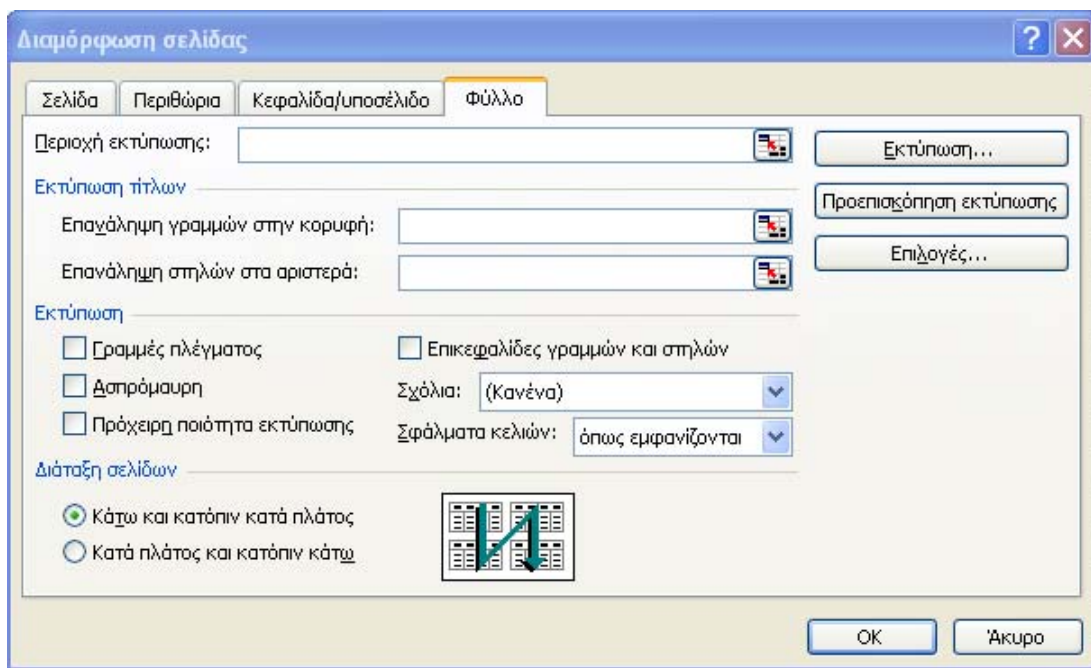 Διαμόρφωση σελίδας
Σελίδα Περιθώρια Κεφαλίδα/υποσέλιδο Φύλλο
Περιοχή εκτύπωσης: Εκτύπωση...
Εκτύπωση τίτλων Προεπισκόπηση εκτύπωσης
Επανάληψη γραμμών στην κορυφή:
Επιλογές...
Επανάληψη στηλών στα αριστερά:
Εκτύπωση
Γραμμές πλέγματος Επικεφαλίδες γραμμών και στηλών
Ασπρόμαυρη Σχόλια: (Κανένα)
Πρόχειρη ποιότητα εκτύπωσης Σφάλματα κελιών: όπως εμφανίζονται
Διάταξη σελίδων
Κάτω και κατόπιν κατά πλάτος
Κατά πλάτος και κατόπιν κάτω
OK Άκυρο